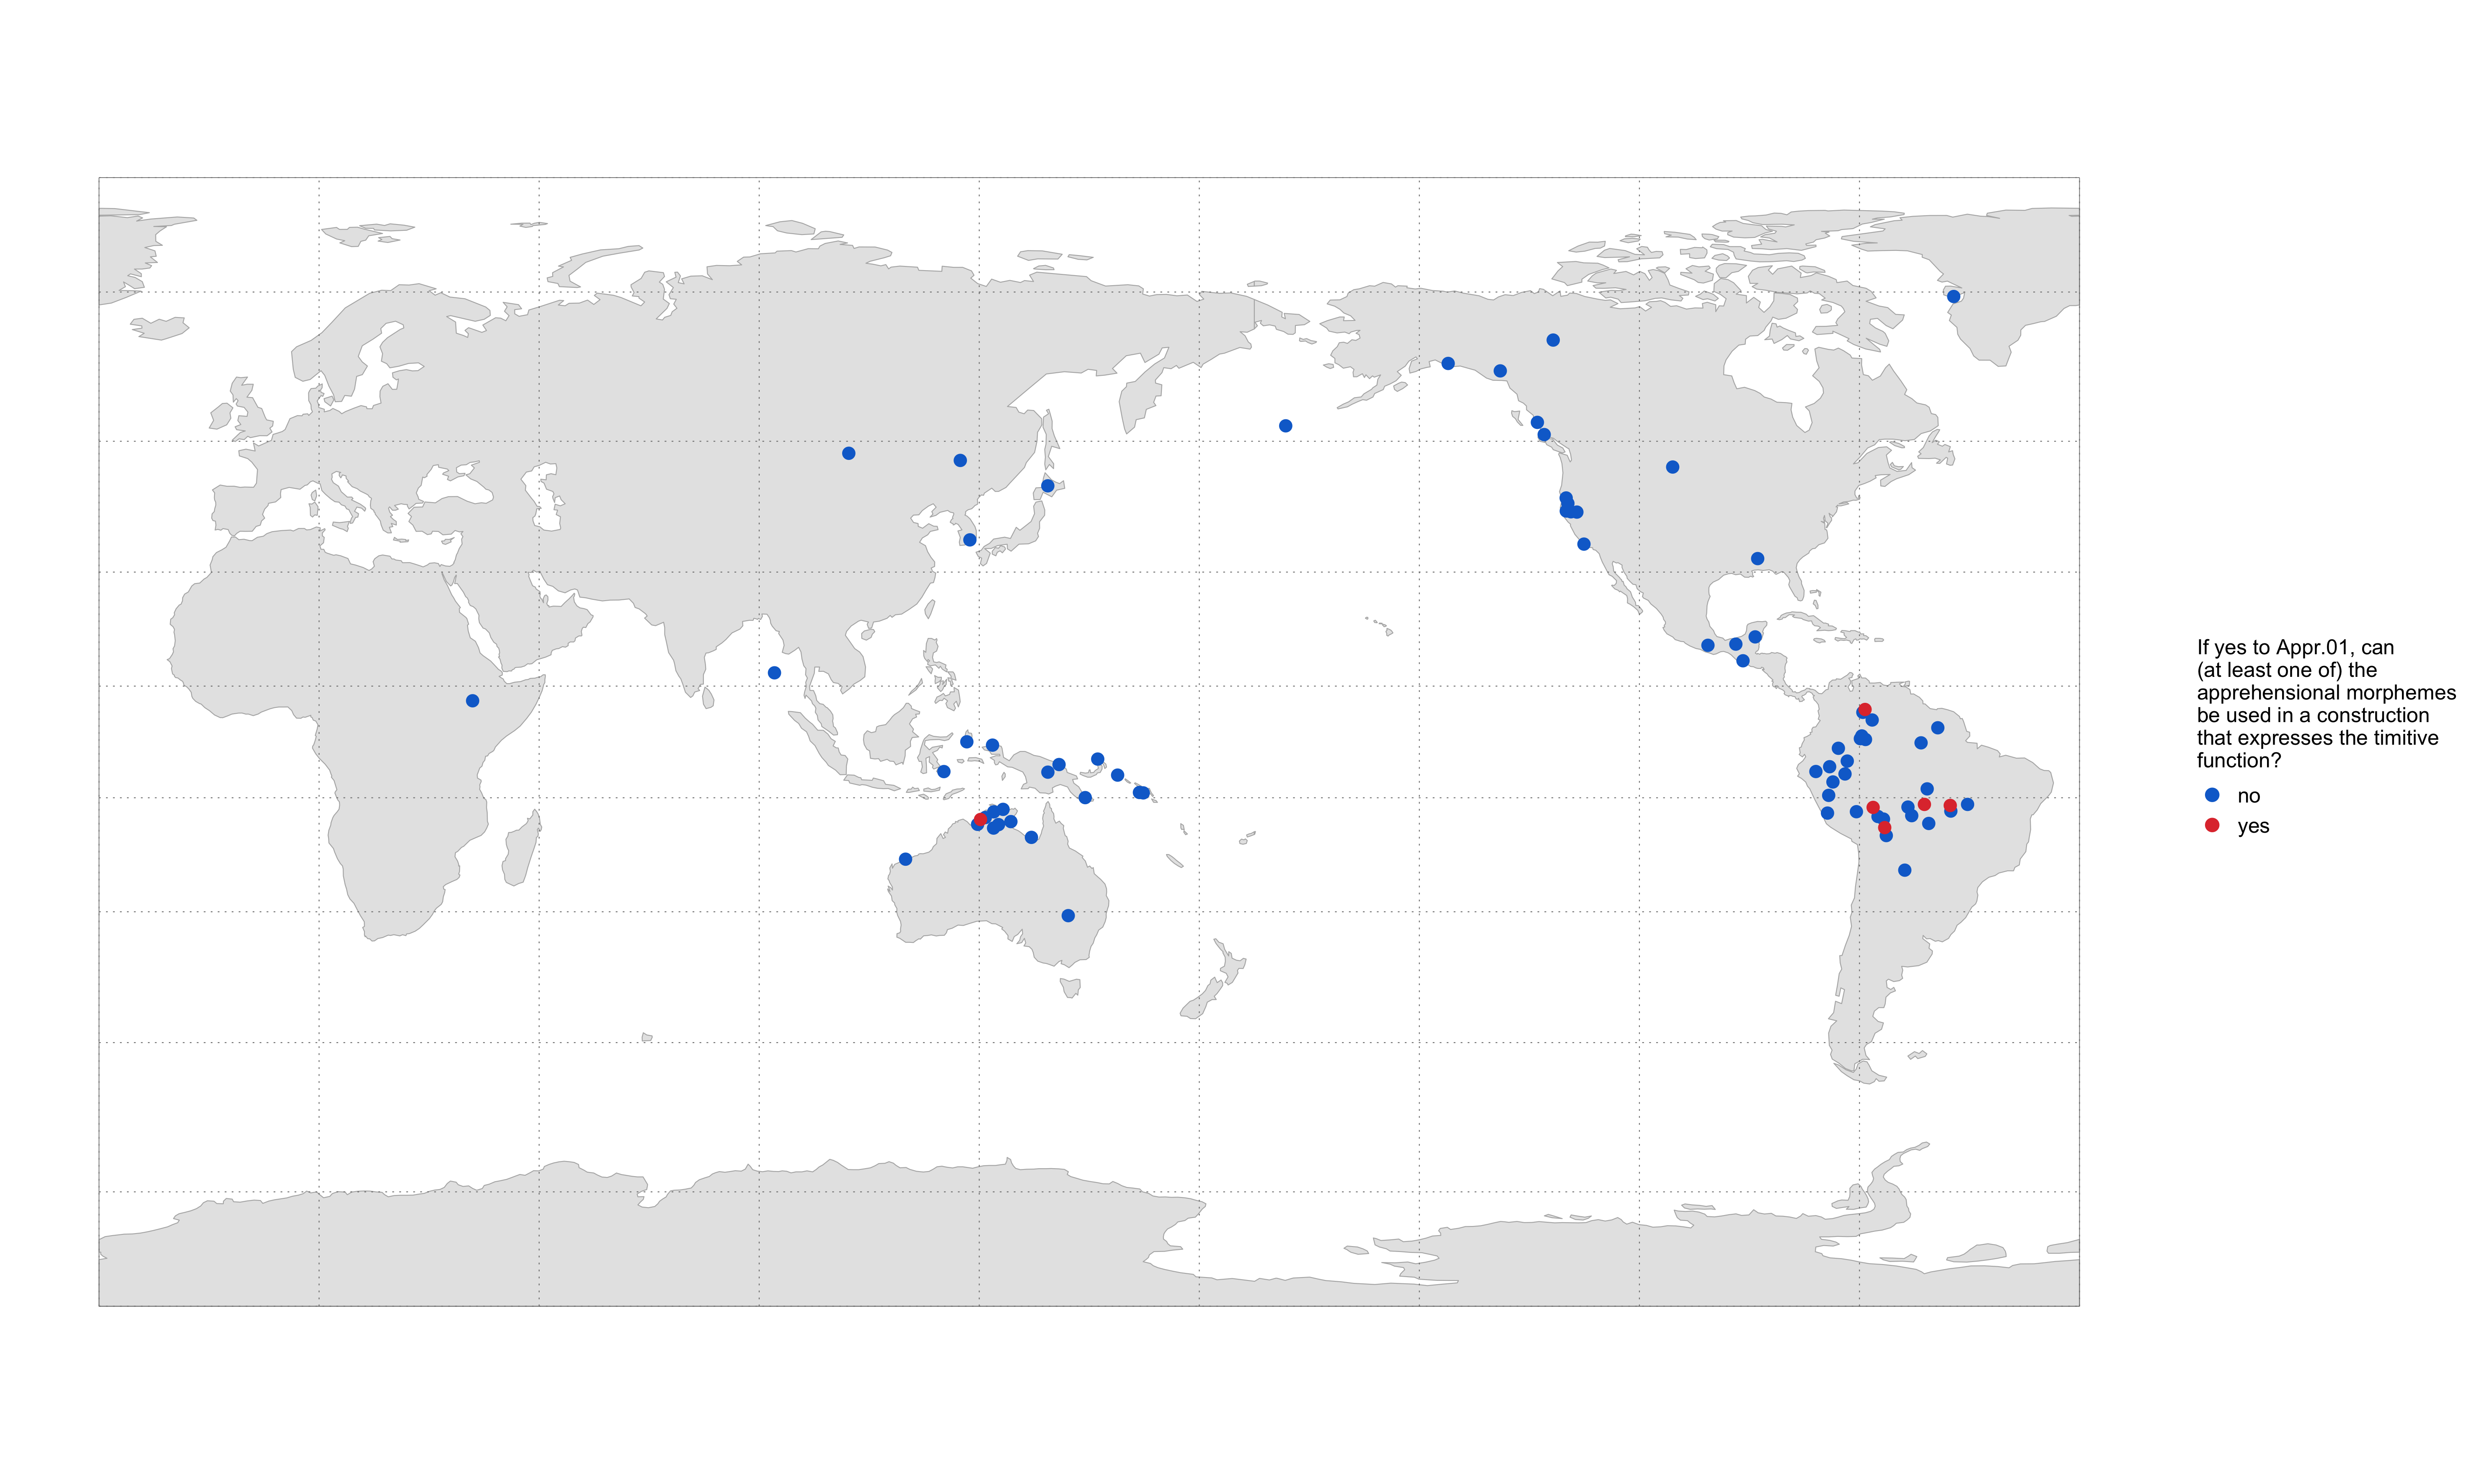 If yes to Appr.01, can
(at least one of) the
apprehensional morphemes
be used in a construction
that expresses the timitive
function?
no
yes